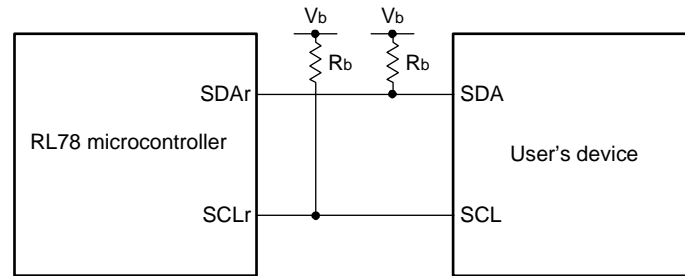 Vb Vb
Rb Rb
SDAr SDA
RL78 microcontroller
User's device
SCLr SCL